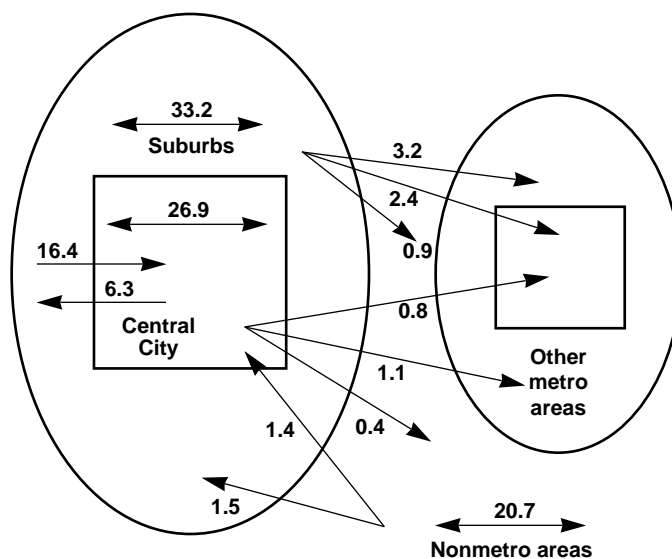 33.2
Suburbs
3.2
2.4
26.9
0.9
16.4
6.3
0.8
Central
City
Other
metro
areas
1.1
1.4
0.4
1.5
20.7
Nonmetro areas